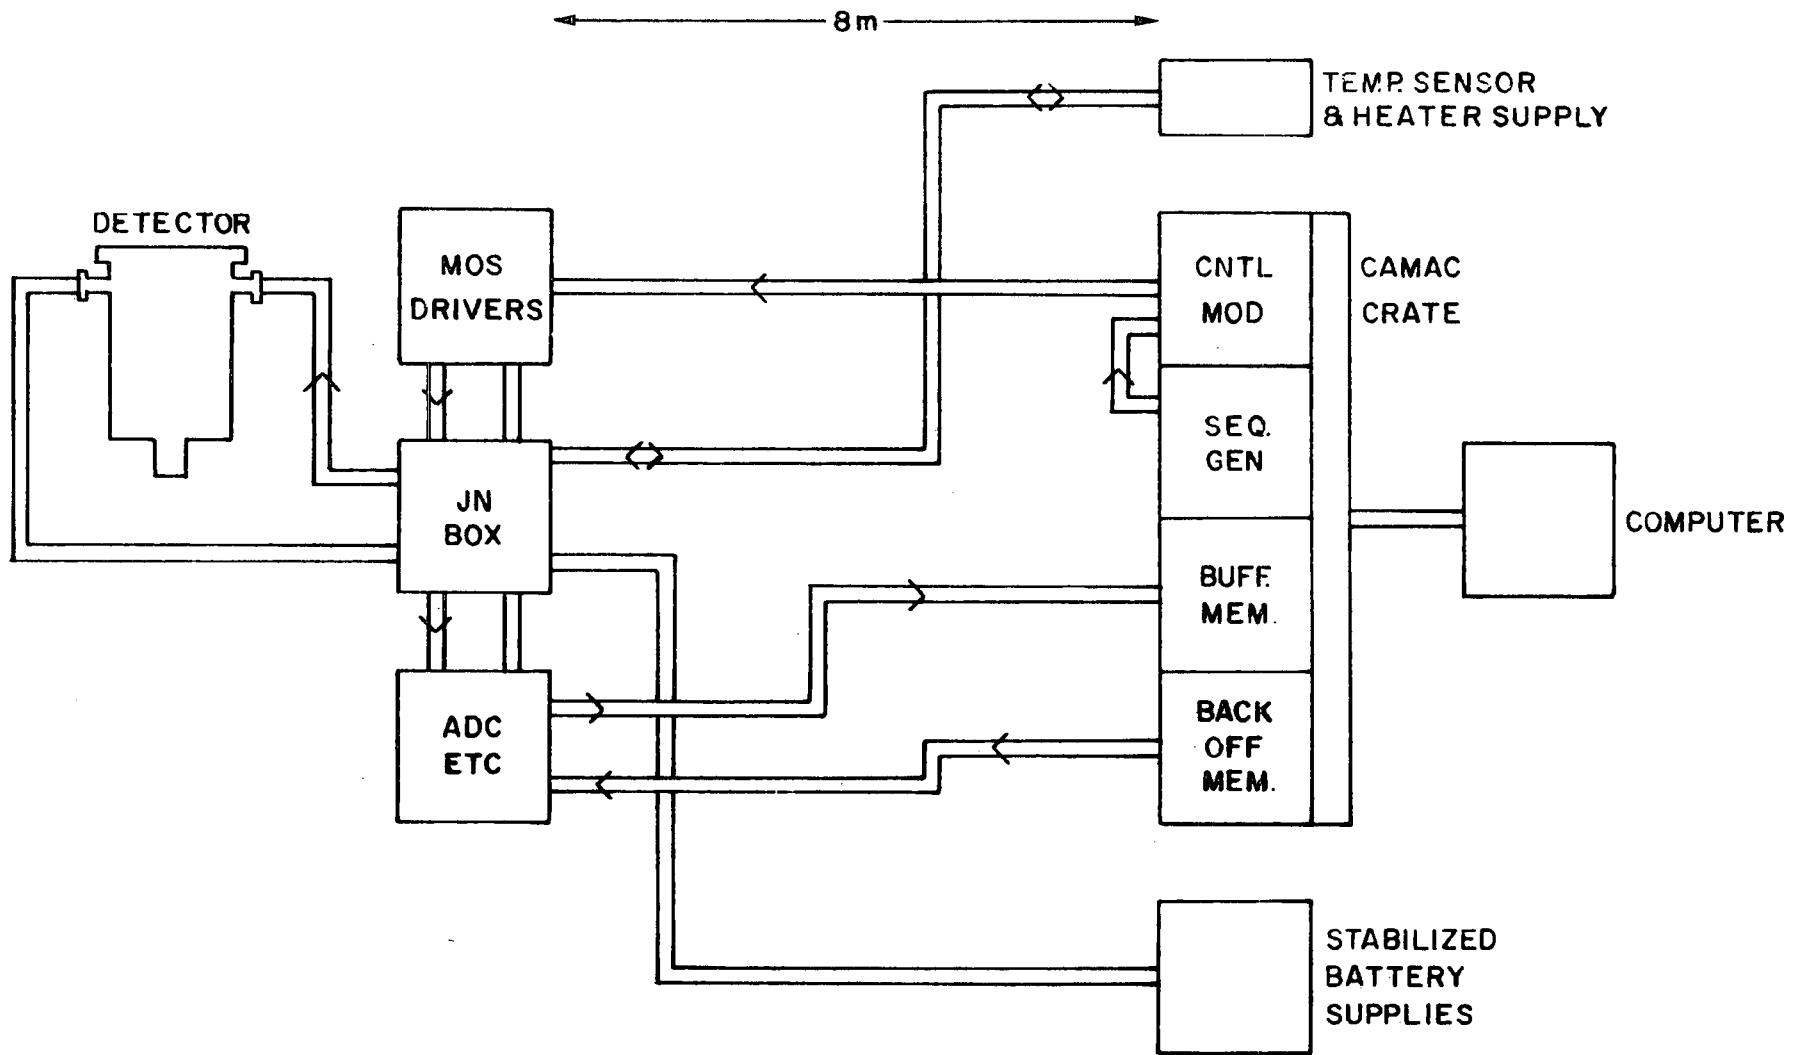 8m
TEMP. SENSOR
& HEATER SUPPLY
DETECTOR
MOS
DRIVERS
CNTL
MOD
CAMAC
CRATE
SEQ.
GEN
JN
BOX
COMPUTER
BUFF.
MEM.
ADC
ETC
BACK
OFF
MEM.
STABILIZED
BATTERY
SUPPLIES